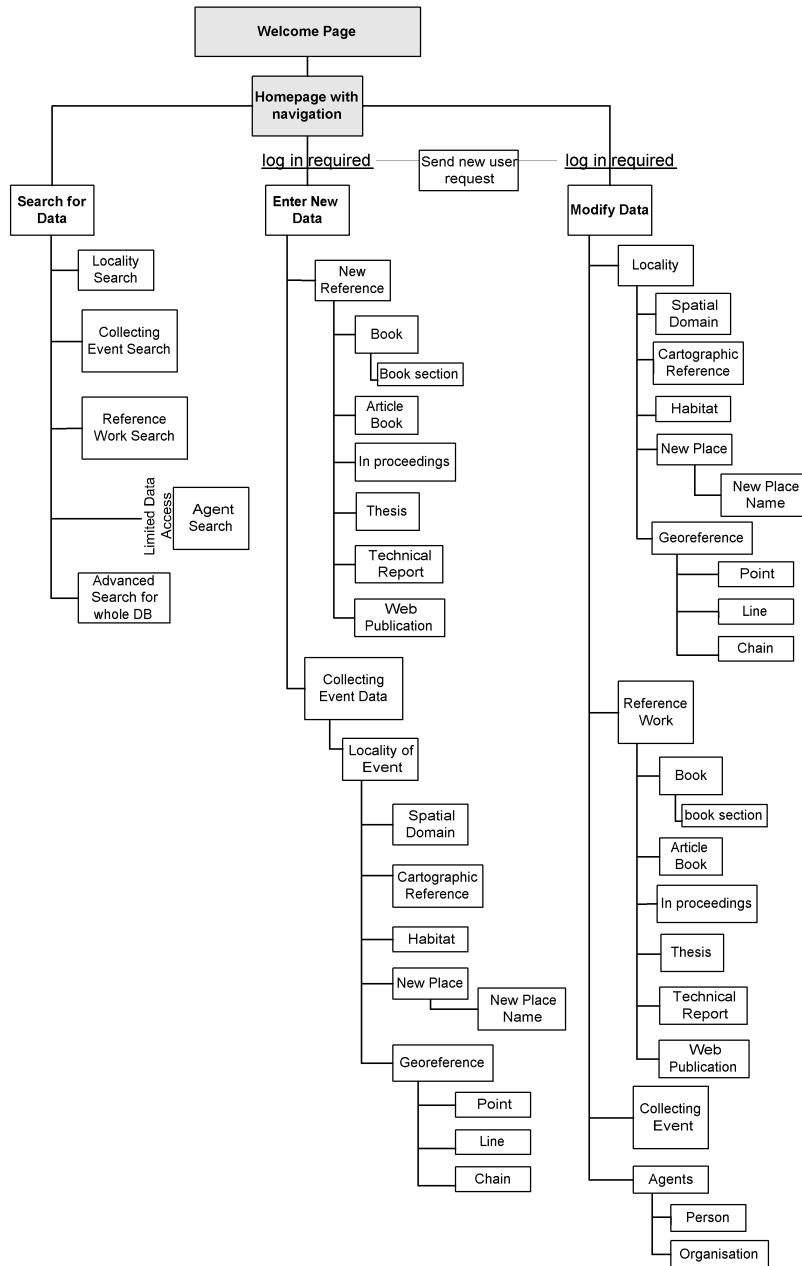 Welcome Page
Homepage with
navigation
log in required
Send new user
request
log in required
Search for
Data
Locality
Search
Collecting
Event Search
Reference
Work Search
Limited Data
Access
Agent
Search
Advanced
Search for
whole DB
Enter New
Data
New
Reference
Book
Book section
Article
Book
In proceedings
Thesis
Technical
Report
Web
Publication
Collecting
Event Data
Locality of
Event
Spatial
Domain
Cartographic
Reference
Habitat
New Place
New Place
Name
Georeference
Point
Line
Chain
Modify Data
Locality
Spatial
Domain
Cartographic
Reference
Habitat
New Place
New Place
Name
Georeference
Point
Line
Chain
Reference
Work
Book
book section
Article
Book
In proceedings
Thesis
Technical
Report
Web
Publication
Collecting
Event
Agents
Person
Organisation